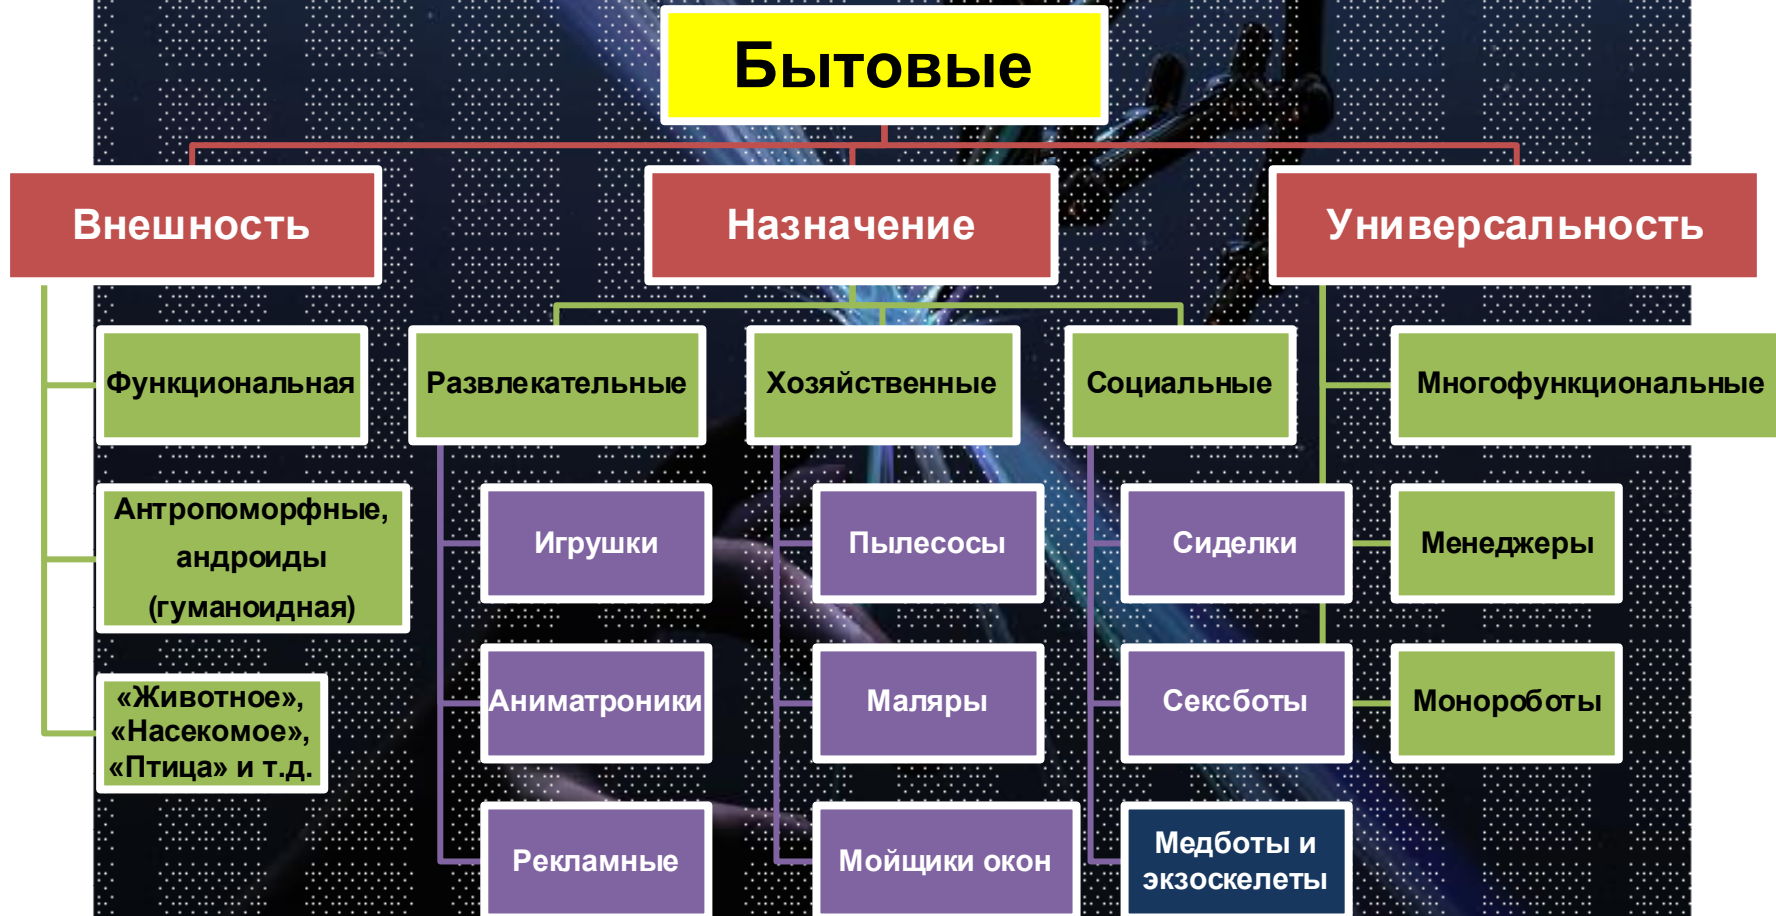 Бытовые
Внешность
Назначение
Универсальность
Функциональная
Развлекательные
Хозяйственные
Социальные
Многофункциональные
Антропоморфные,
андроиды
(гуманоидная)
Игрушки
Пылесосы
Сиделки
Менеджеры
«Животное»,
«Насекомое»,
«Птица» и т.д.
Аниматроники
Маляры
Сексботы
Монороботы
Рекламные
Мойщики окон
Медботы и
экзоскелеты